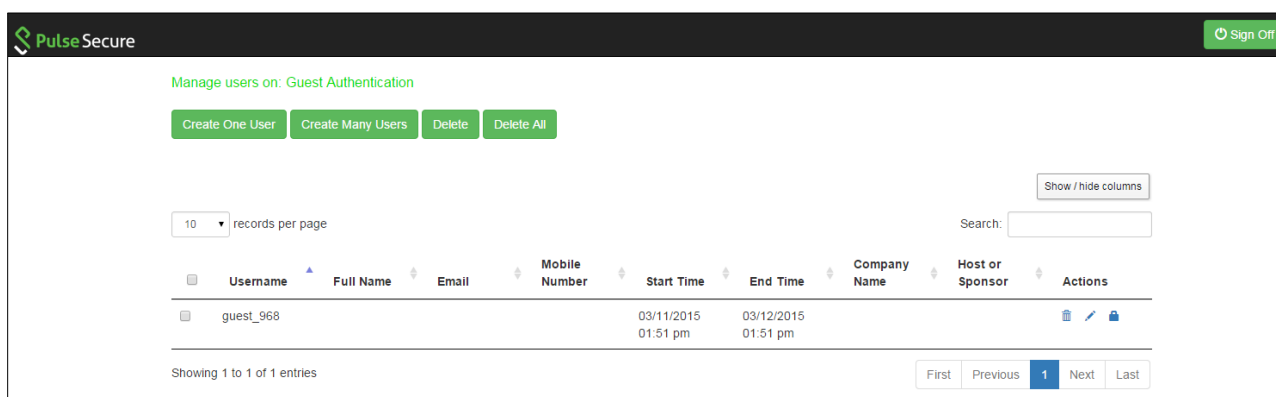 Pulse Secure
Sign Off
Manage users on: Guest Authentication
Create One User Create Many Users Delete Delete All
Show / hide columns
10 records per page Search:
Username Full Name Email Mobile Number Start Time End Time Company Name Host or Sponsor Actions
guest_968 03/11/2015 01:51 pm 03/12/2015 01:51 pm
Showing 1 to 1 of 1 entries
First Previous 1 Next Last